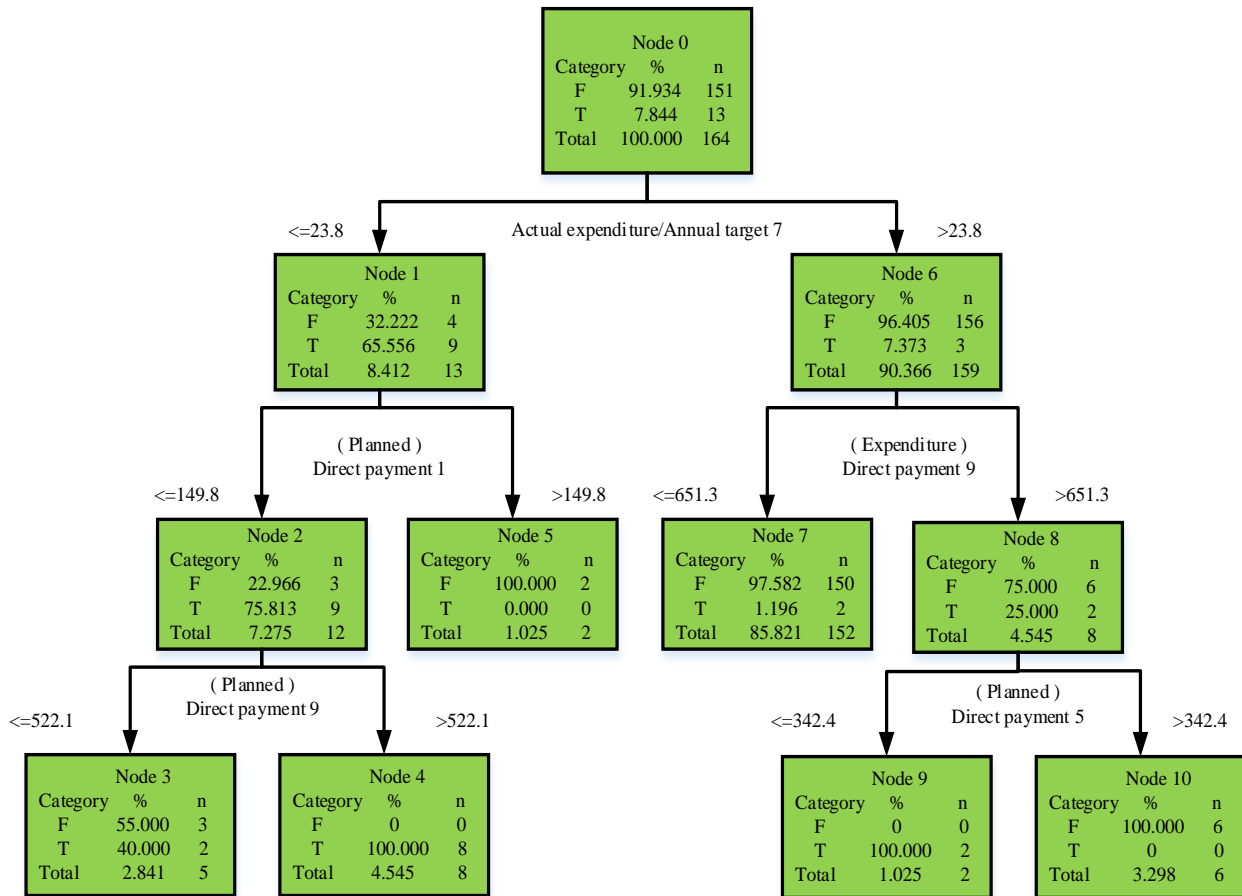 Node 0
Category % n
F 91.934 151
T 7.844 13
Total 100.000 164
<=23.8
Actual expenditure/Annual target 7
>23.8
Node 1
Category % n
F 32.222 4
T 65.556 9
Total 8.412 13
Node 6
Category % n
F 96.405 156
T 7.373 3
Total 90.366 159
( Planned )
Direct payment 1
<=149.8
>149.8
( Expenditure )
Direct payment 9
<=651.3
>651.3
Node 2
Category % n
F 22.966 3
T 75.813 9
Total 7.275 12
Node 5
Category % n
F 100.000 2
T 0.000 0
Total 1.025 2
Node 7
Category % n
F 97.582 150
T 1.196 2
Total 85.821 152
Node 8
Category % n
F 75.000 6
T 25.000 2
Total 4.545 8
( Planned )
Direct payment 9
<=522.1
>522.1
( Planned )
Direct payment 5
<=342.4
>342.4
Node 3
Category % n
F 55.000 3
T 40.000 2
Total 2.841 5
Node 4
Category % n
F 0 0
T 100.000 8
Total 4.545 8
Node 9
Category % n
F 0 0
T 100.000 2
Total 1.025 2
Node 10
Category % n
F 100.000 6
T 0 0
Total 3.298 6